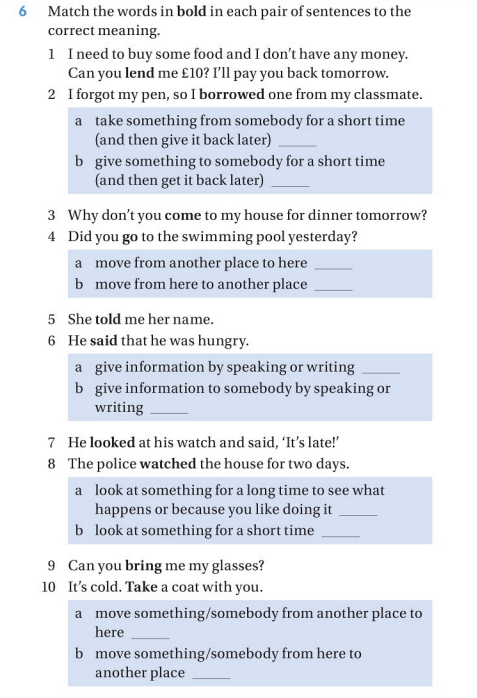 6 Match the words in bold in each pair of sentences to the
correct meaning.
1 I need to buy some food and I don't have any money.
Can you lend me £10? I'll pay you back tomorrow.
2 I forgot my pen, so I borrowed one from my classmate.
a take something from somebody for a short time
(and then give it back later) _____
b give something to somebody for a short time
(and then get it back later) _____
3 Why don't you come to my house for dinner tomorrow?
4 Did you go to the swimming pool yesterday?
a move from another place to here _____
b move from here to another place _____
5 She told me her name.
6 He said that he was hungry.
a give information by speaking or writing _____
b give information to somebody by speaking or
writing _____
7 He looked at his watch and said, 'It's late!'
8 The police watched the house for two days.
a look at something for a long time to see what
happens or because you like doing it _____
b look at something for a short time _____
9 Can you bring me my glasses?
10 It's cold. Take a coat with you.
a move something/somebody from another place to
here _____
b move something/somebody from here to
another place _____